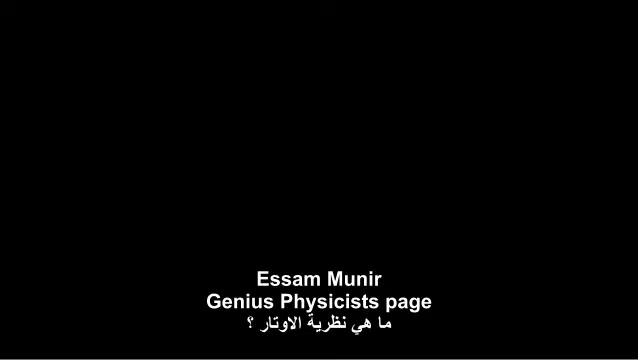 Essam Munir
Genius Physicists page
ما هي نظرية الاوتار ؟